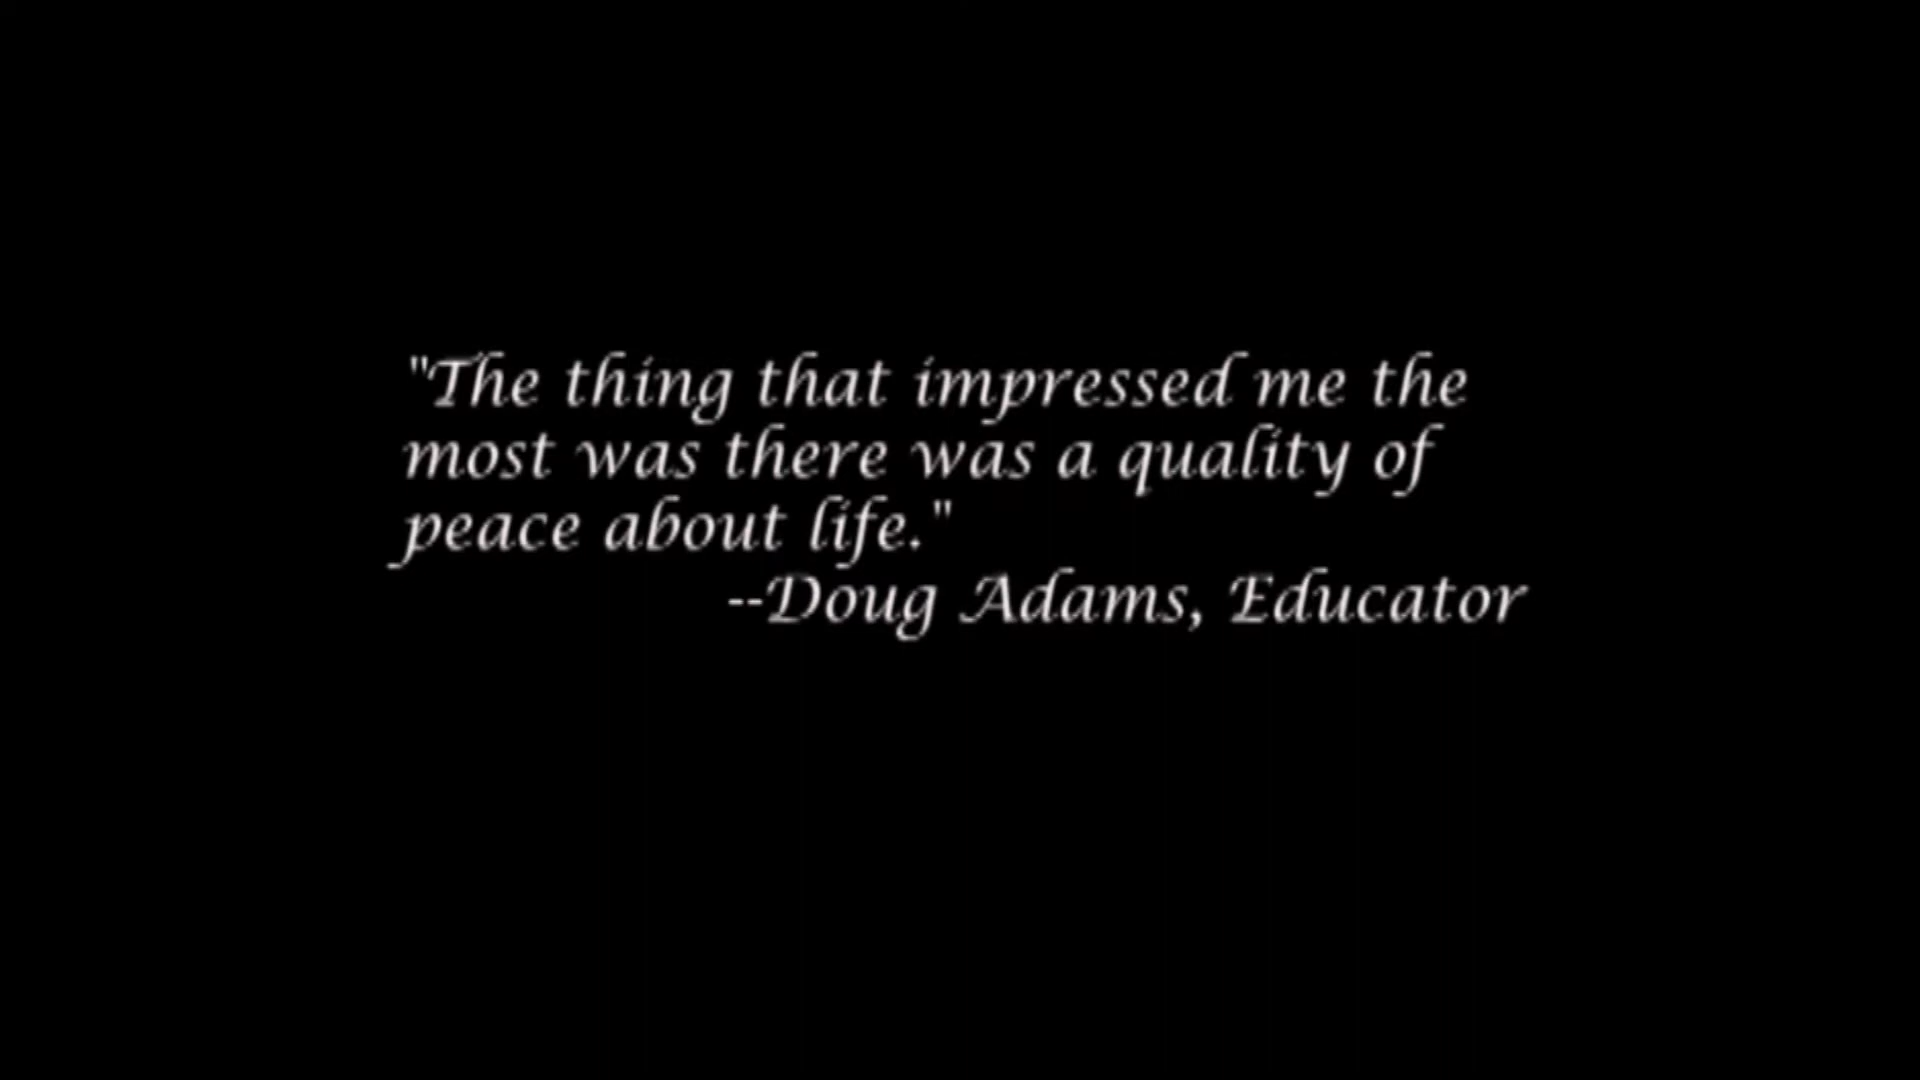 "The thing that impressed me the
most was there was a quality of
peace about life."
--Doug Adams, Educator